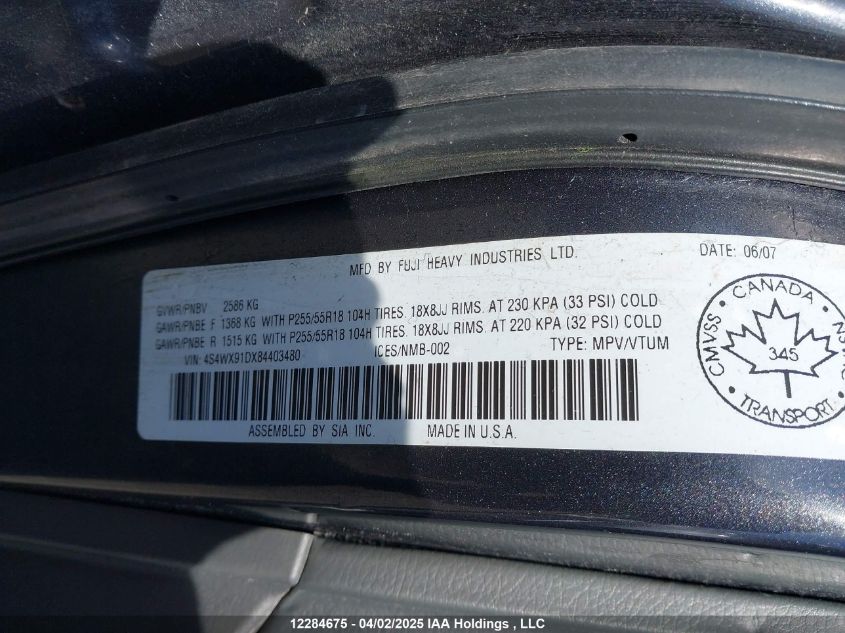 MFD BY FUJI HEAVY INDUSTRIES LTD. DATE: 06/07
GVWR/PNBV 2586 KG
GAWR/PNBE F 1368 KG WITH P255/55R18 104H TIRES, 18X8JJ RIMS, AT 230 KPA (33 PSI) COLD
GAWR/PNBE R 1515 KG WITH P255/55R18 104H TIRES, 18X8JJ RIMS, AT 220 KPA (32 PSI) COLD
VIN: 4S4WX91DX84403480 ICES/NMB-002 TYPE: MPV/VTUM
ASSEMBLED BY SIA INC. MADE IN U.S.A.
CANADA
CMVSS
345
TRANSPORT
12284675 - 04/02/2025 IAA Holdings, LLC